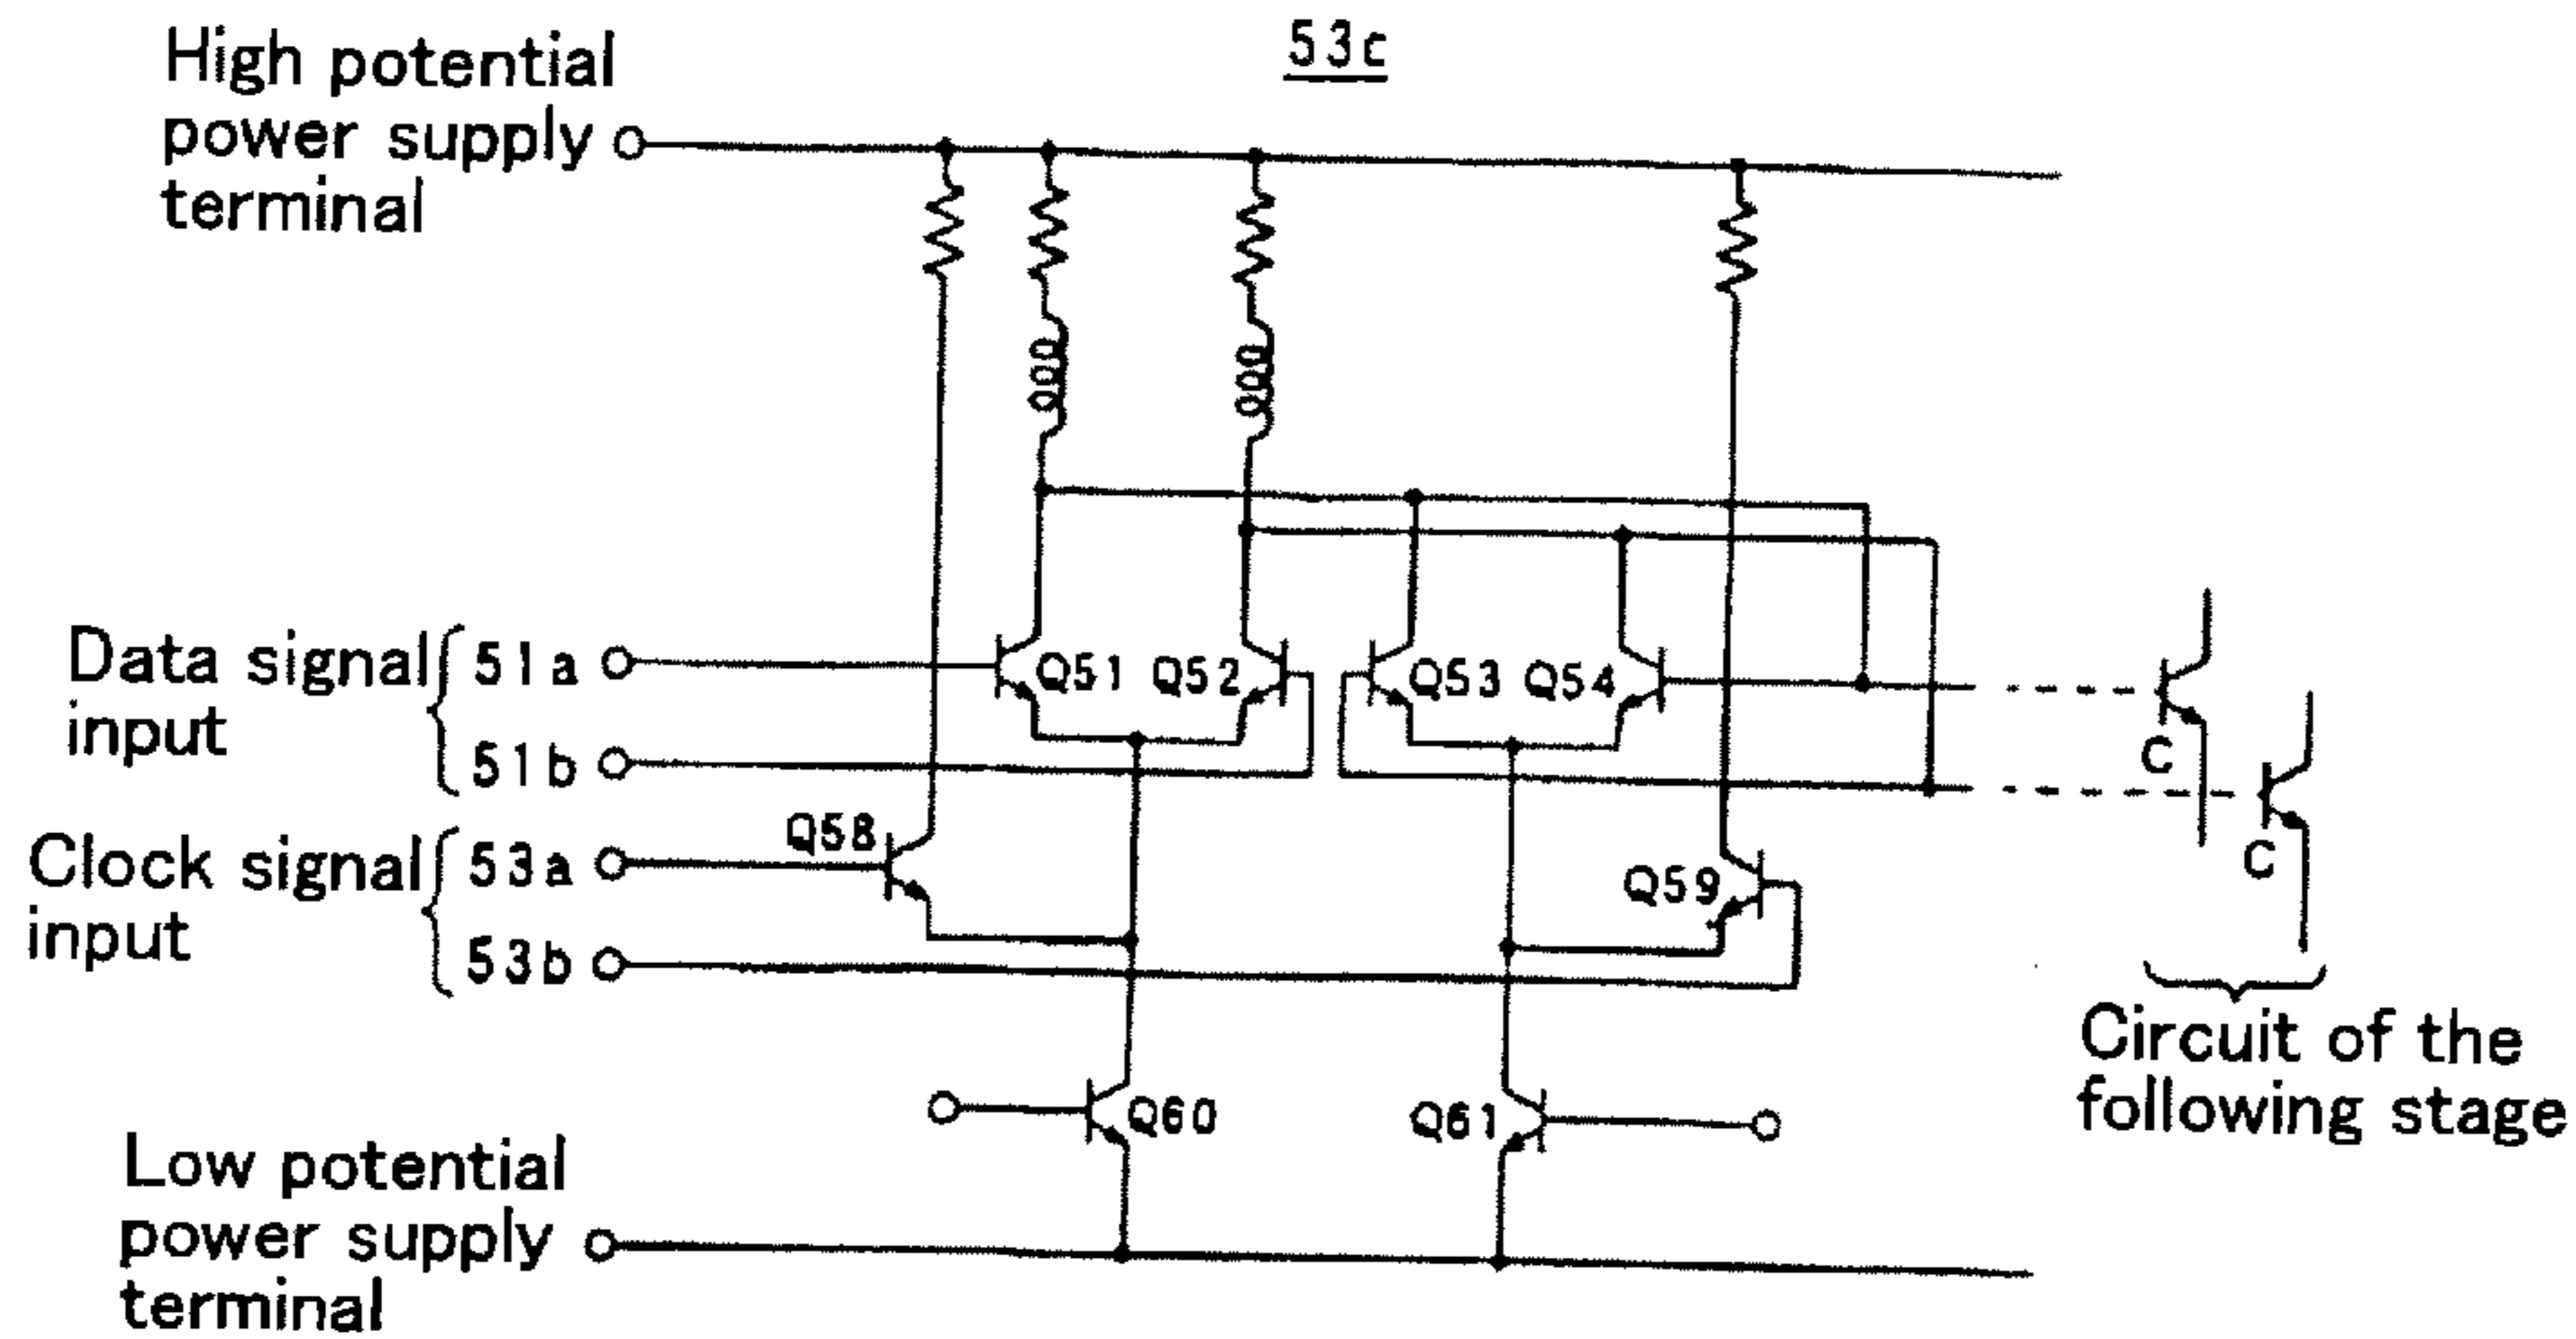 53c
High potential
power supply
terminal
Data signal
input
51a
51b
Q51
Q52
Q53
Q54
C
C
Clock signal
input
53a
53b
Q58
Q59
Circuit of the
following stage
Q60
Q61
Low potential
power supply
terminal